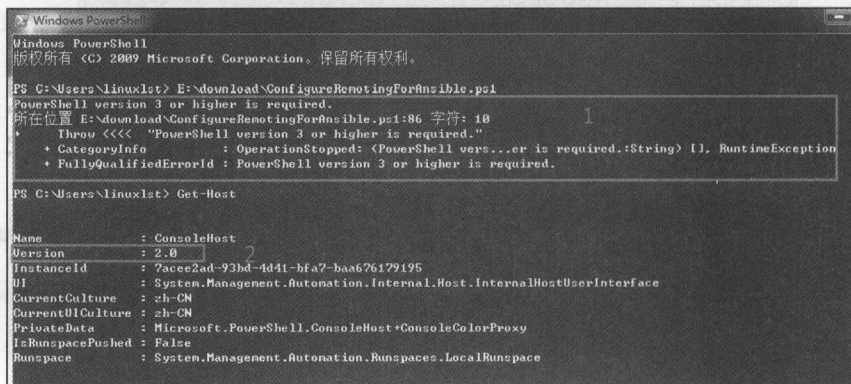 Windows PowerShell
Windows PowerShell
版权所有 (C) 2009 Microsoft Corporation。保留所有权利。
PS C:\Users\linuxlst> E:\download\ConfigureRemotingForAnsible.ps1
PowerShell version 3 or higher is required.
所在位置 E:\download\ConfigureRemotingForAnsible.ps1:86 字符: 10
+     Throw <<<<  "PowerShell version 3 or higher is required."
1
    + CategoryInfo          : OperationStopped: (PowerShell vers...er is required.:String) [], RuntimeException
    + FullyQualifiedErrorId : PowerShell version 3 or higher is required.
PS C:\Users\linuxlst> Get-Host
Name             : ConsoleHost
Version          : 2.0
2
InstanceId       : 7acee2ad-93bd-4d41-bfa7-baa676179195
UI               : System.Management.Automation.Internal.Host.InternalHostUserInterface
CurrentCulture   : zh-CN
CurrentUICulture : zh-CN
PrivateData      : Microsoft.PowerShell.ConsoleHost+ConsoleColorProxy
IsRunspacePushed : False
Runspace         : System.Management.Automation.Runspaces.LocalRunspace